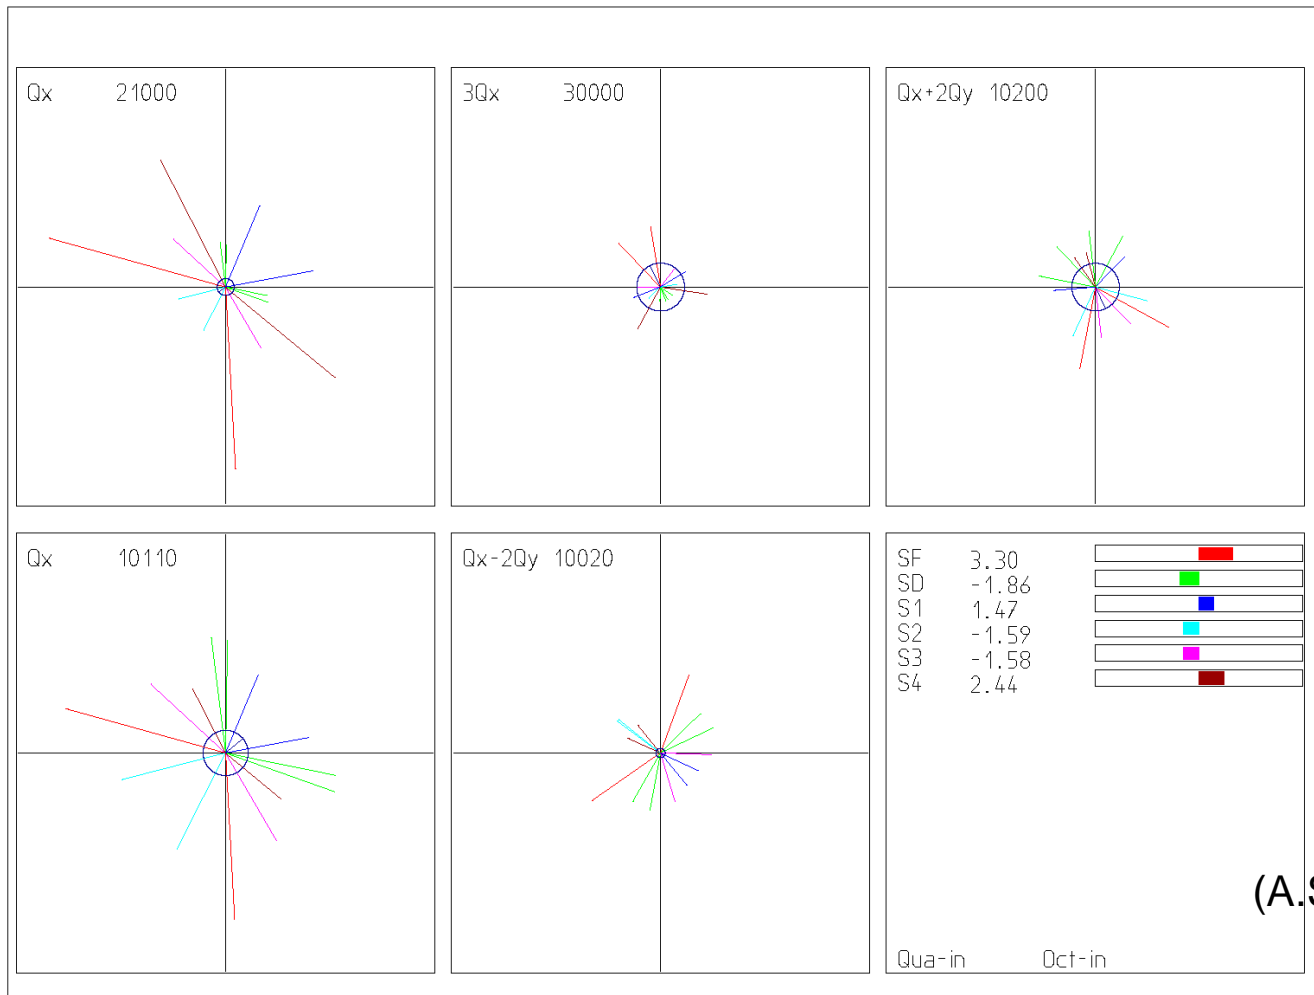 Qx 21000
3Qx 30000
Qx+2Qy 10200
Qx 10110
Qx-2Qy 10020
SF 3.30
SD -1.86
S1 1.47
S2 -1.59
S3 -1.58
S4 2.44
(A.S
Qua-in Oct-in